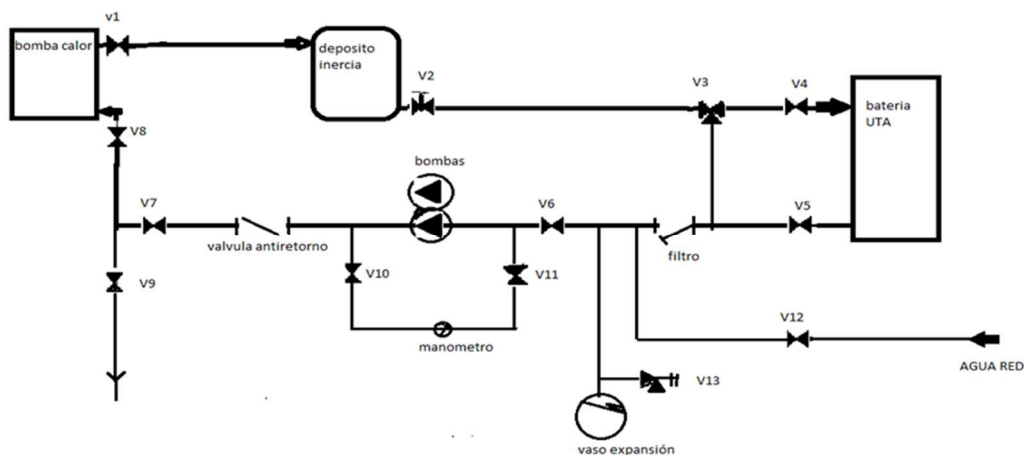 v1
bomba calor
deposito
inercia
V2
V3
V4
bateria
UTA
V8
bombas
V7
V6
V5
valvula antiretorno
filtro
V9
V10
V11
V12
manometro
AGUA RED
V13
vaso expansión